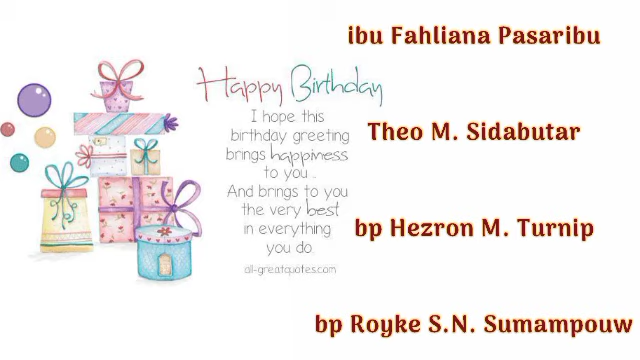 ibu Fahliana Pasaribu
Happy Birthday
I hope this
birthday greeting
brings happiness
to you .
And brings to you
the very best
in everything
you do.
all-greatquotes.com
Theo M. Sidabutar
bp Hezron M. Turnip
bp Royke S.N. Sumampouw